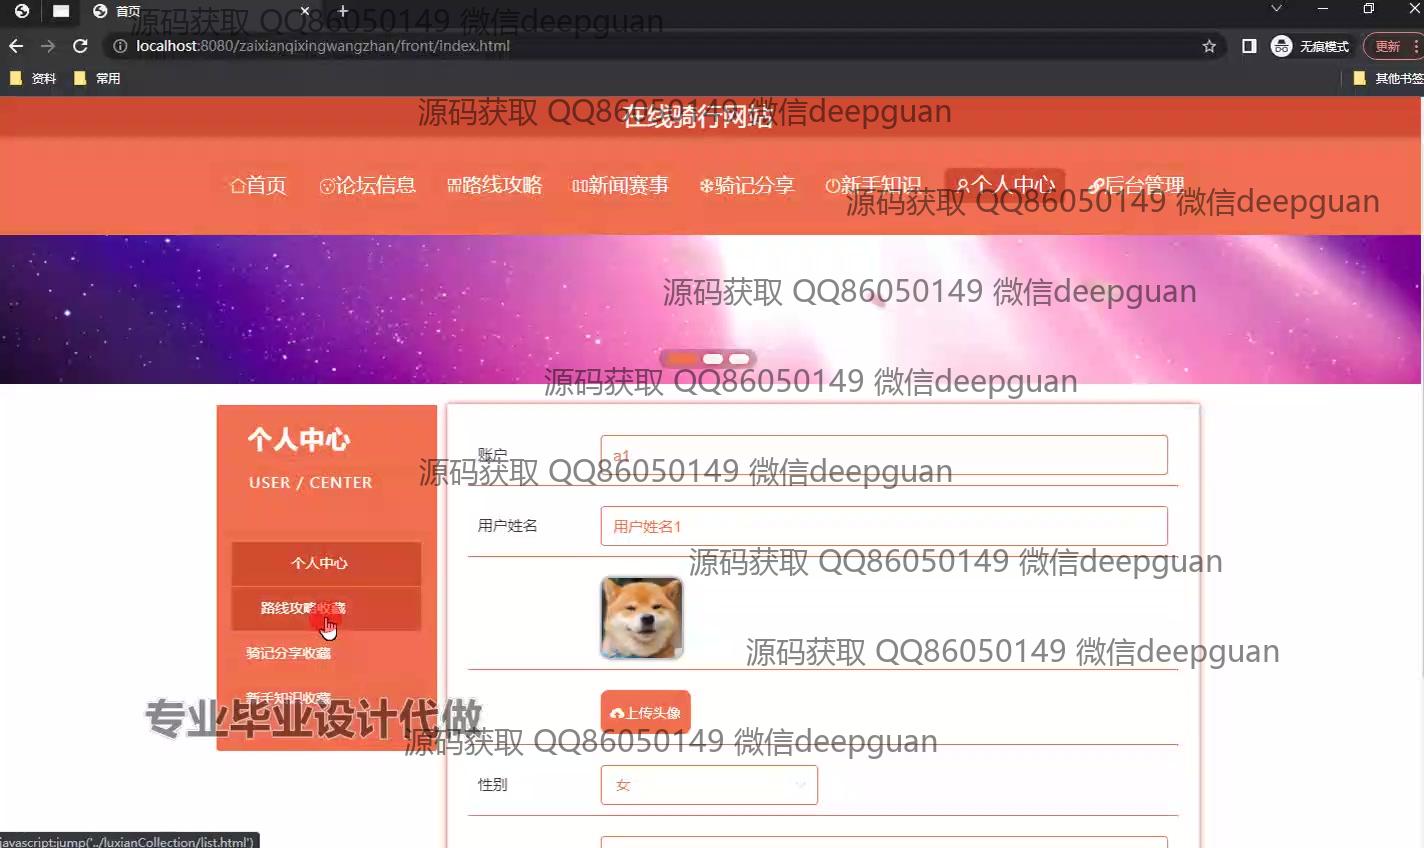 首页
源码获取 QQ86050149 微信deepguan
localhost:8080/zaixianqixingwangzhan/front/index.html
无痕模式
更新
资料
常用
其他书签
源码获取 QQ86050149 微信deepguan
在线骑行网站
首页
论坛信息
路线攻略
新闻赛事
骑记分享
新手知识
个人中心
后台管理
源码获取 QQ86050149 微信deepguan
源码获取 QQ86050149 微信deepguan
源码获取 QQ86050149 微信deepguan
个人中心
USER / CENTER
个人中心
路线攻略收藏
骑记分享收藏
新手知识收藏
账户
a1
源码获取 QQ86050149 微信deepguan
用户姓名
用户姓名1
源码获取 QQ86050149 微信deepguan
源码获取 QQ86050149 微信deepguan
专业毕业设计代做
上传头像
源码获取 QQ86050149 微信deepguan
性别
女
javascript:jump('../luxianCollection/list.html')